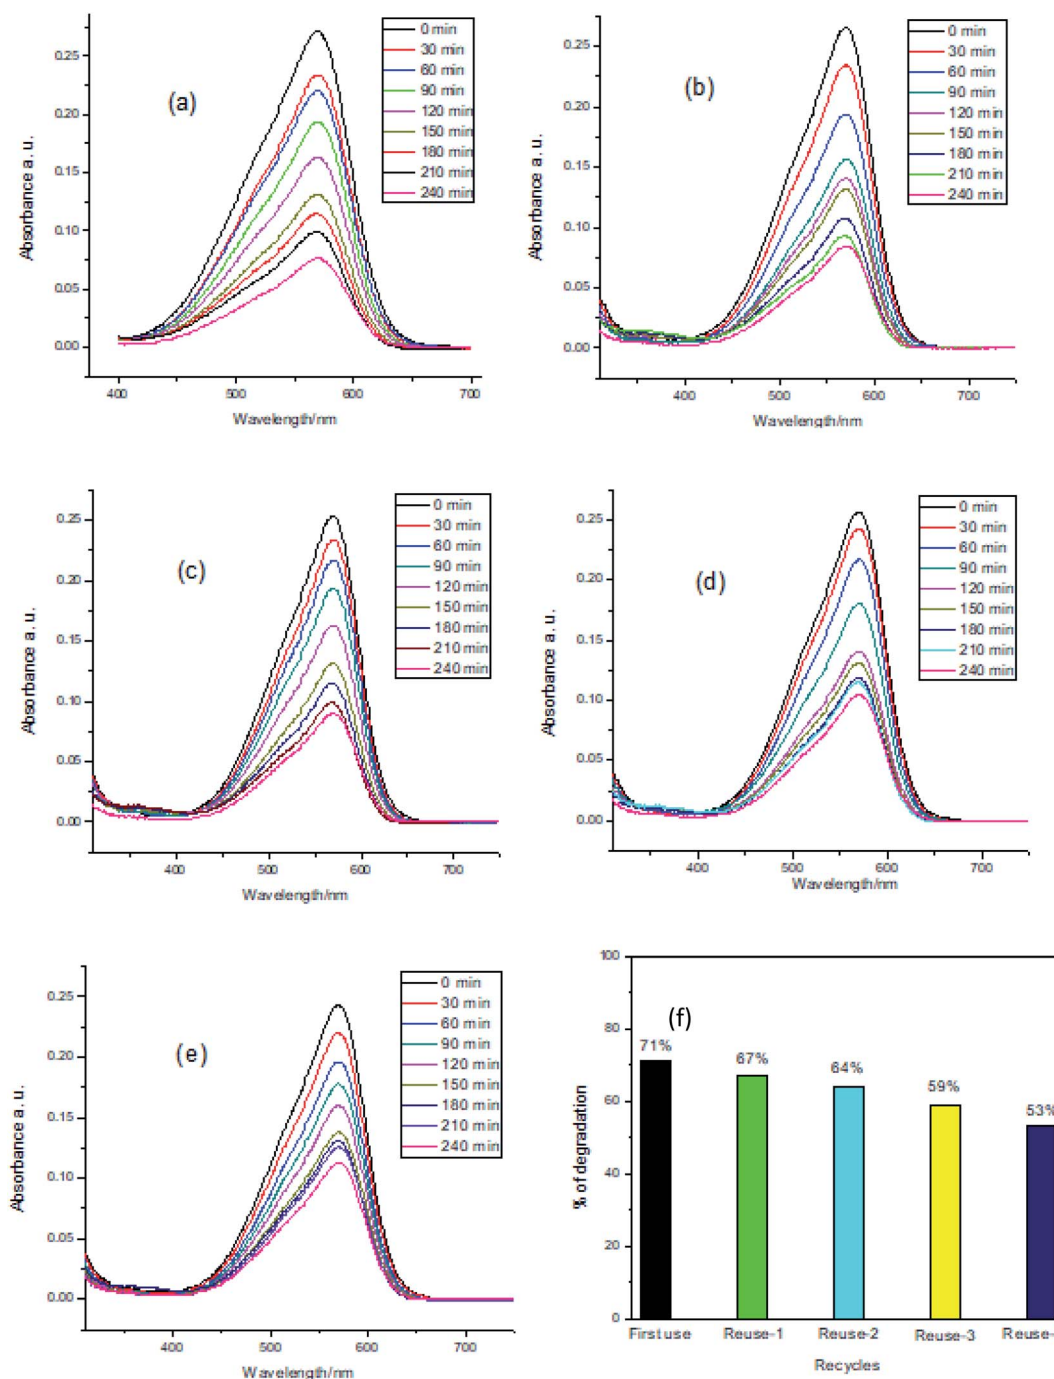 (a)
0 min
30 min
60 min
90 min
120 min
150 min
180 min
210 min
240 min
Absorbance a. u.
0.25
0.20
0.15
0.10
0.05
0.00
400
500
600
700
Wavelength/nm
(b)
0 min
30 min
60 min
90 min
120 min
150 min
180 min
210 min
240 min
Absorbance a. u.
0.25
0.20
0.15
0.10
0.05
0.00
400
500
600
700
Wavelength/nm
(c)
0 min
30 min
60 min
90 min
120 min
150 min
180 min
210 min
240 min
Absorbance a. u.
0.25
0.20
0.15
0.10
0.05
0.00
400
500
600
700
Wavelength/nm
(d)
0 min
30 min
60 min
90 min
120 min
150 min
180 min
210 min
240 min
Absorbance a. u.
0.25
0.20
0.15
0.10
0.05
0.00
400
500
600
700
Wavelength/nm
(e)
0 min
30 min
60 min
90 min
120 min
150 min
180 min
210 min
240 min
Absorbance a. u.
0.25
0.20
0.15
0.10
0.05
0.00
400
500
600
700
Wavelength/nm
(f)
% of degradation
100
80
60
40
20
0
71%
67%
64%
59%
53%
First use
Reuse-1
Reuse-2
Reuse-3
Reuse-
Recycles